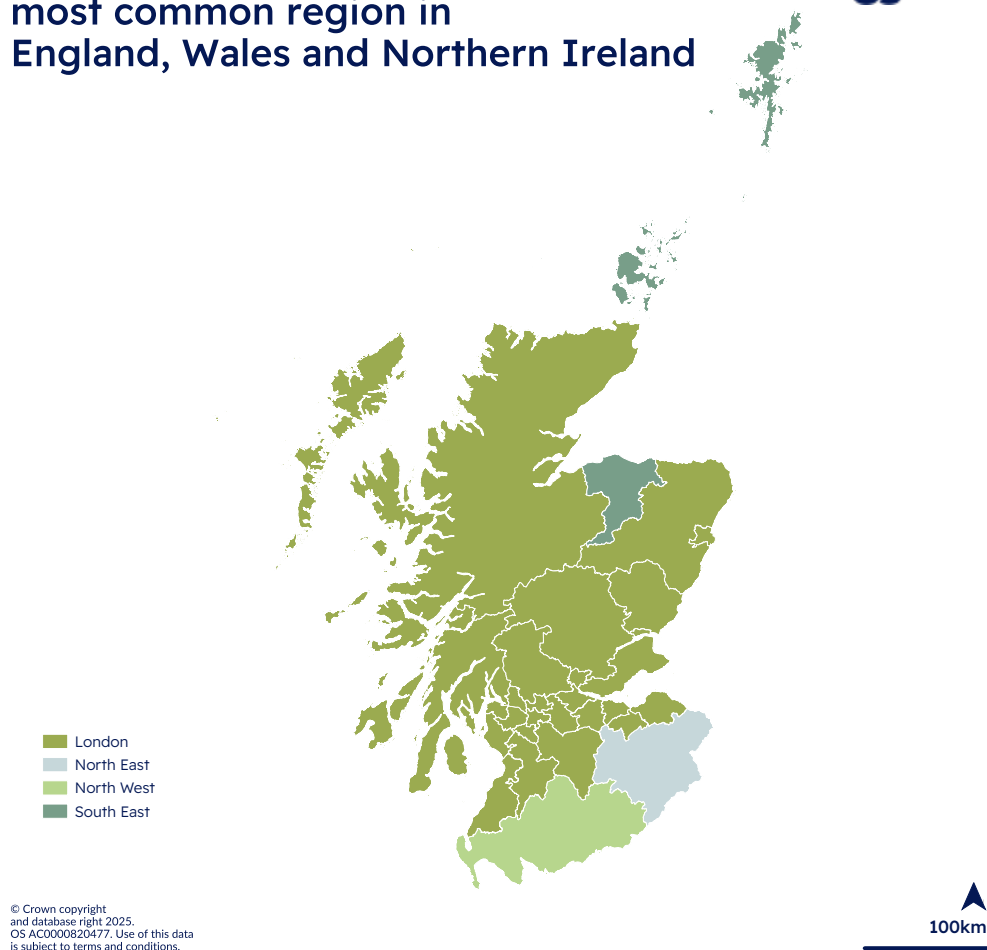 most common region in
England, Wales and Northern Ireland
London
North East
North West
South East
© Crown copyright
and database right 2025.
OS AC0000820477. Use of this data
is subject to terms and conditions.
100km